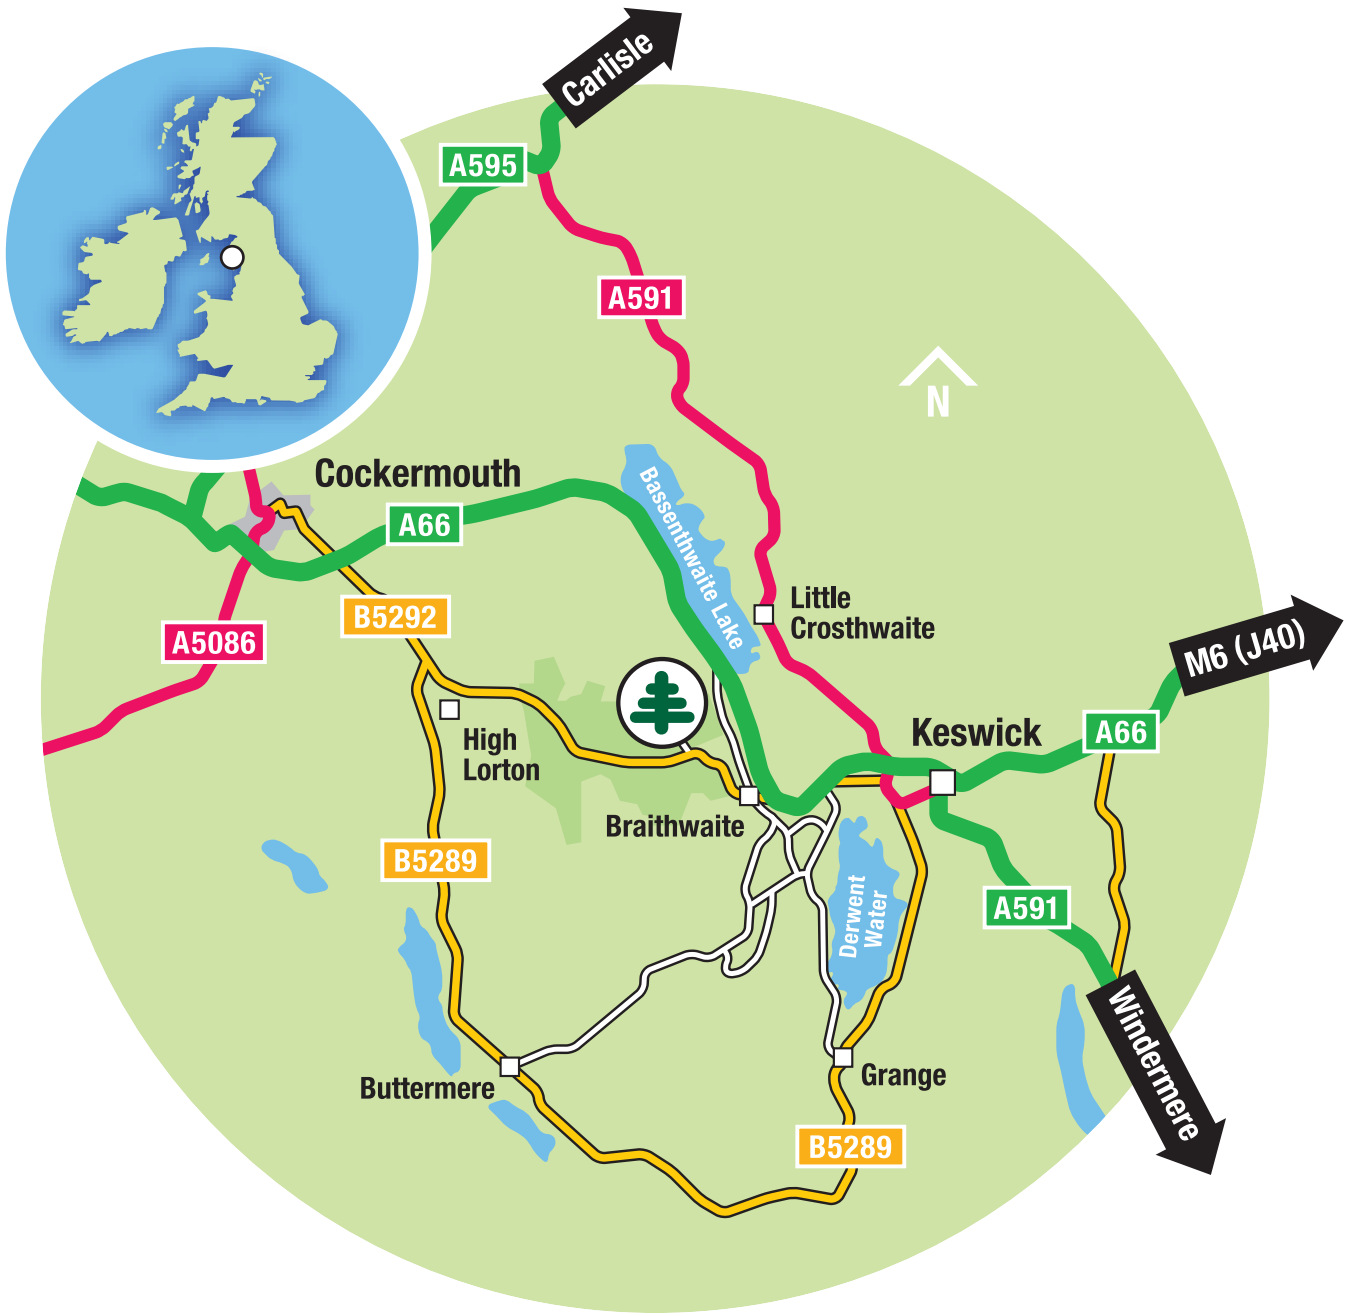 Carlisle
A595
A591
N
Cockermouth
A66
Bassenthwaite Lake
Little
Crosthwaite
B5292
A5086
M6 (J40)
High
Lorton
Keswick
A66
Braithwaite
B5289
Derwent
Water
A591
Windermere
Buttermere
Grange
B5289